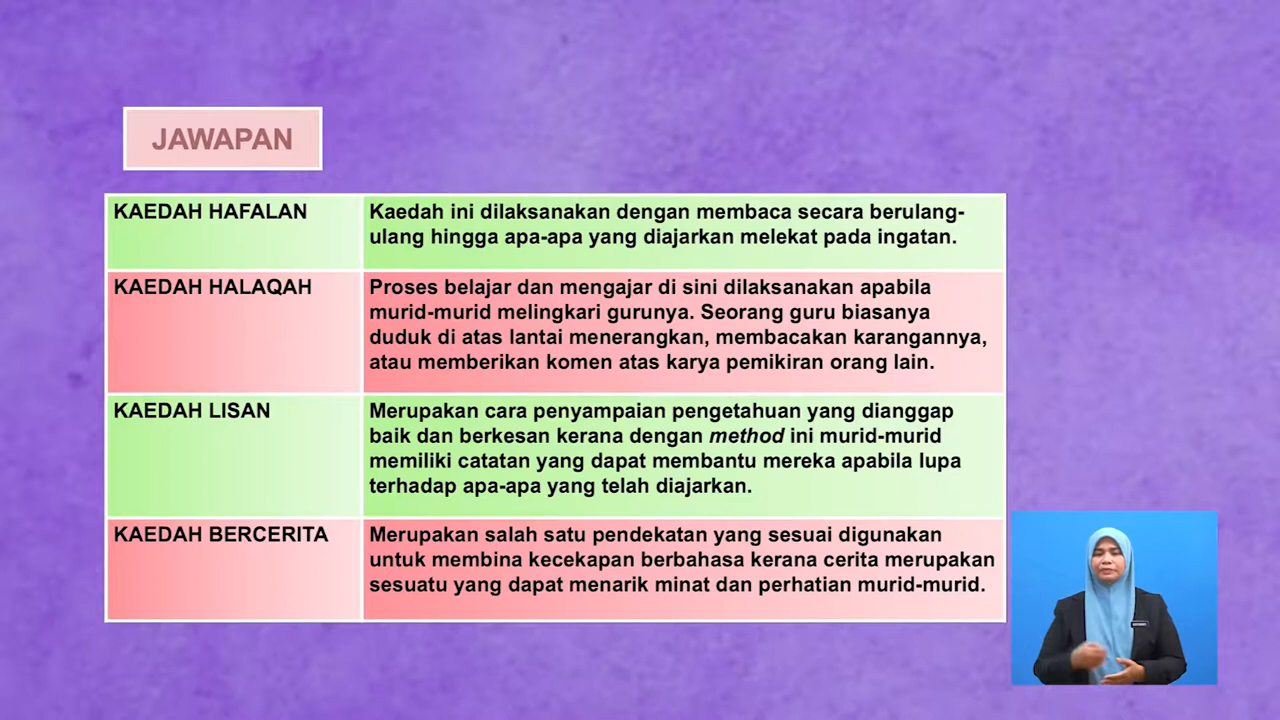 JAWAPAN
KAEDAH HAFALAN
Kaedah ini dilaksanakan dengan membaca secara berulang-
ulang hingga apa-apa yang diajarkan melekat pada ingatan.
KAEDAH HALAQAH
Proses belajar dan mengajar di sini dilaksanakan apabila
murid-murid melingkari gurunya. Seorang guru biasanya
duduk di atas lantai menerangkan, membacakan karangannya,
atau memberikan komen atas karya pemikiran orang lain.
KAEDAH LISAN
Merupakan cara penyampaian pengetahuan yang dianggap
baik dan berkesan kerana dengan method ini murid-murid
memiliki catatan yang dapat membantu mereka apabila lupa
terhadap apa-apa yang telah diajarkan.
KAEDAH BERCERITA
Merupakan salah satu pendekatan yang sesuai digunakan
untuk membina kecekapan berbahasa kerana cerita merupakan
sesuatu yang dapat menarik minat dan perhatian murid-murid.